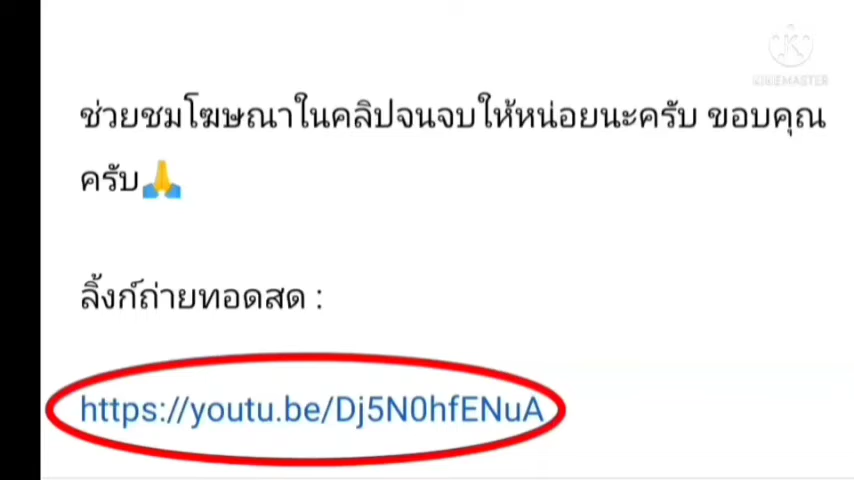 KINEMASTER
ช่วยชมโฆษณาในคลิปจนจบให้หน่อยนะครับ ขอบคุณ
ครับ🙏
ลิ้งก์ถ่ายทอดสด :
https://youtu.be/Dj5N0hfENuA